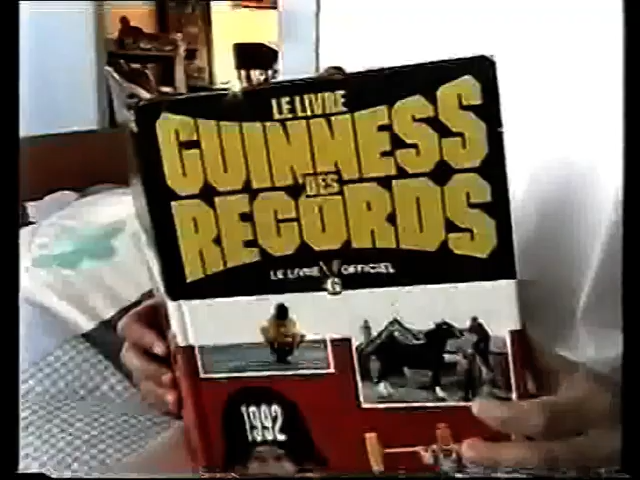 LE LIVRE
GUINNESS
DES
RECORDS
LE LIVRE OFFICIEL
G
1992